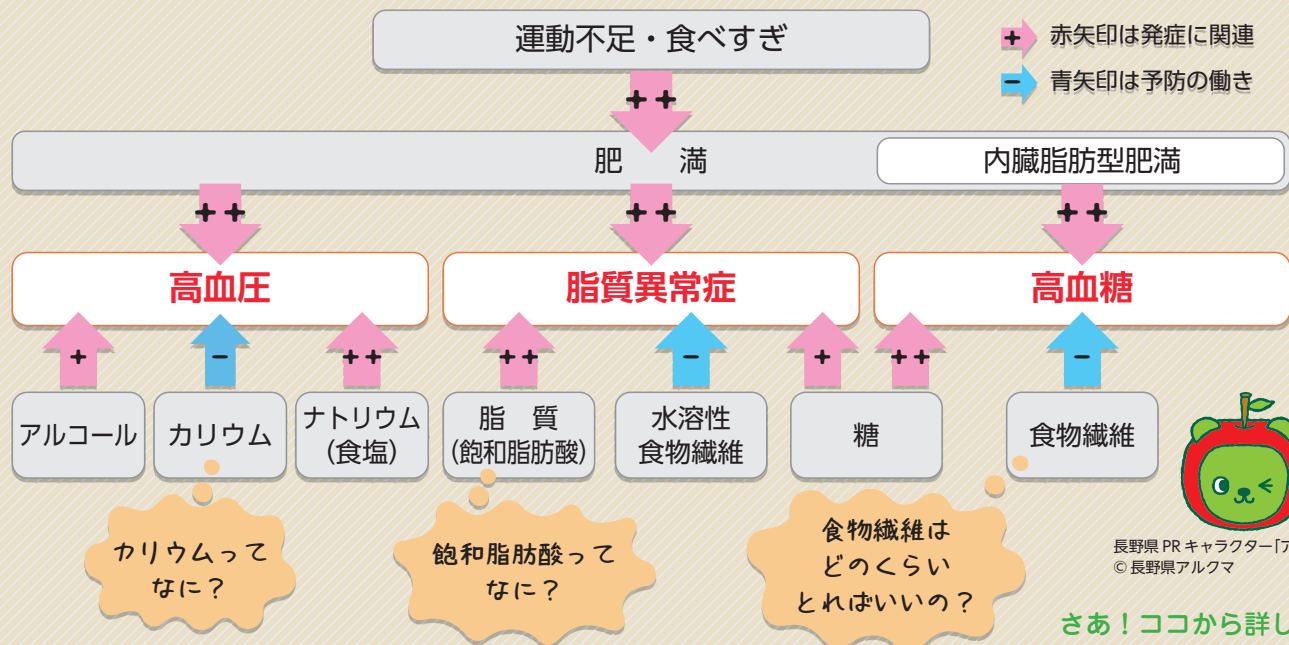 運動不足・食べすぎ
+ 赤矢印は発症に関連
- 青矢印は予防の働き
++
肥 満
内臓脂肪型肥満
++ ++ ++
高血圧 脂質異常症 高血糖
+ - ++ ++ - + ++ -
アルコール
カリウム
ナトリウム
(食塩)
脂 質
(飽和脂肪酸)
水溶性
食物繊維
糖
食物繊維
カリウムって
なに？
飽和脂肪酸って
なに？
食物繊維は
どのくらい
とればいいの？
長野県 PR キャラクター「ア
© 長野県アルクマ
さあ！ココから詳し